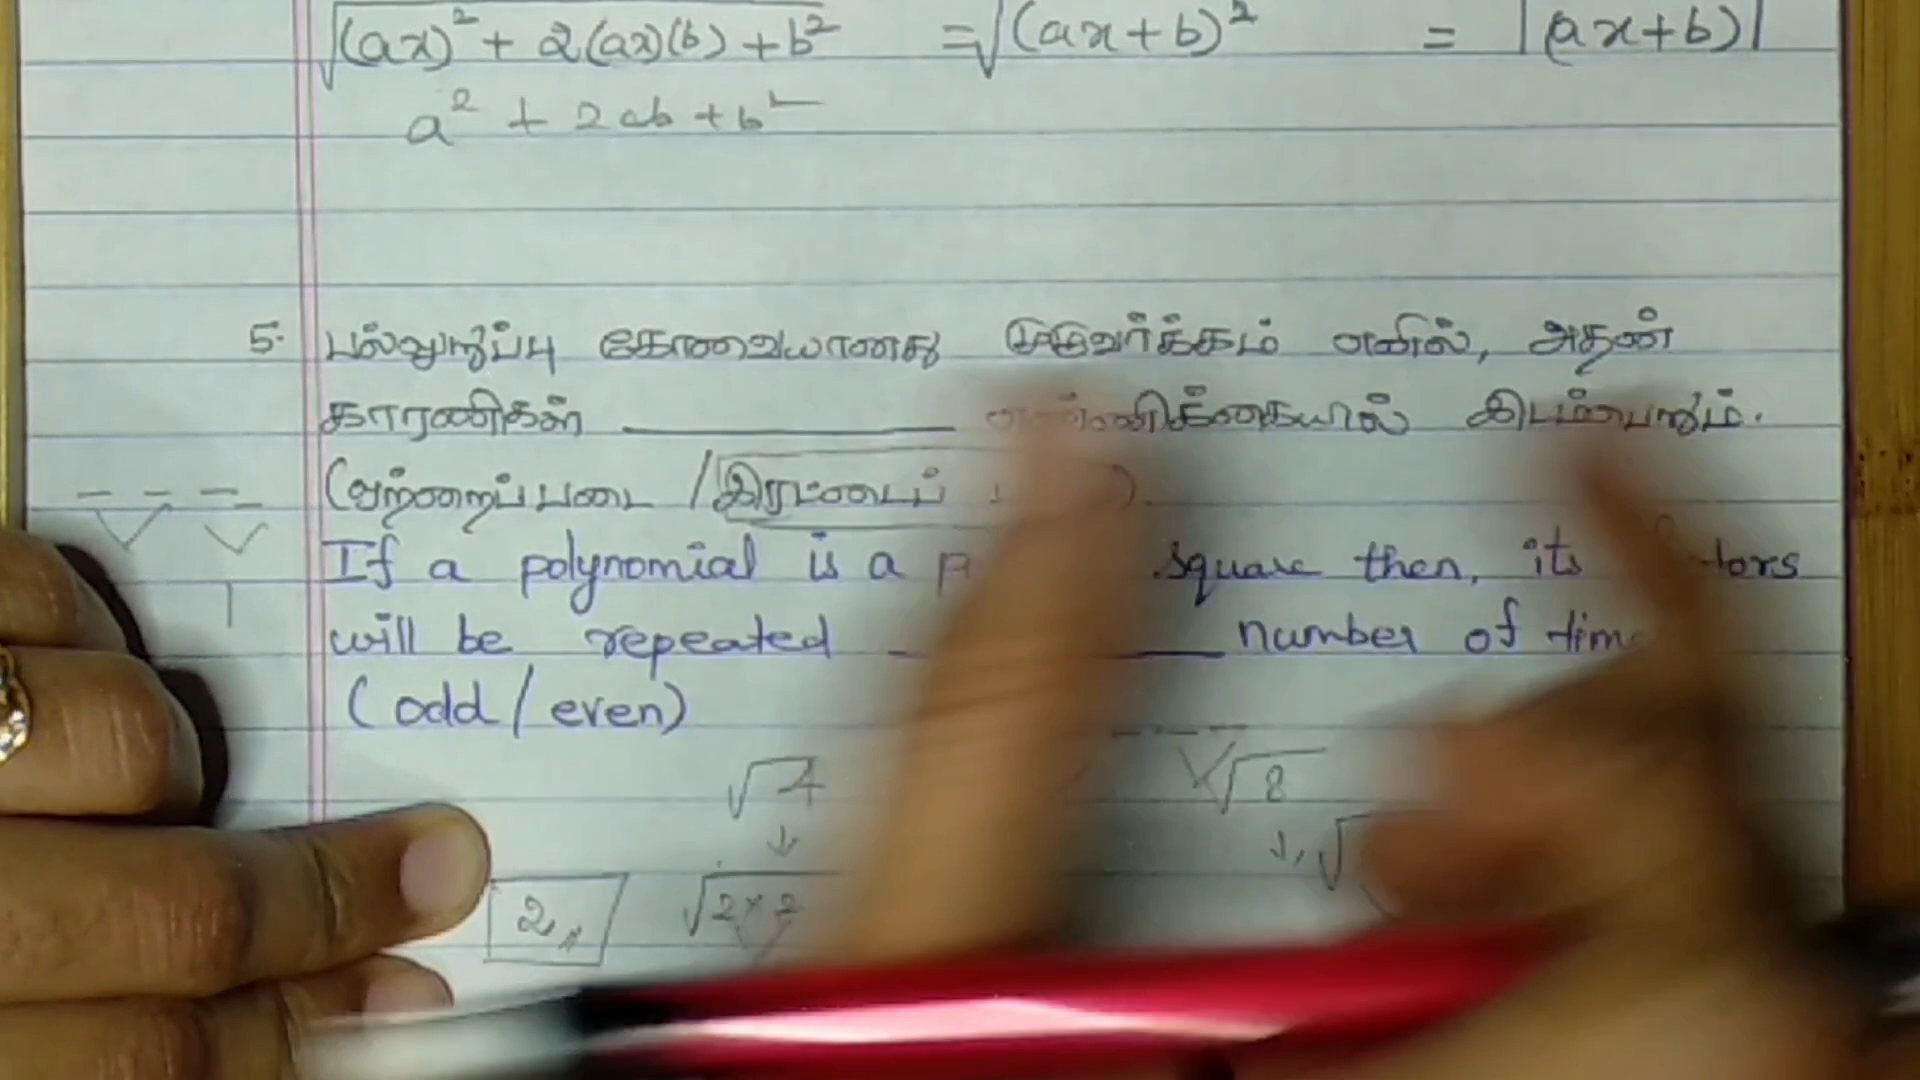 √(ax)² + 2(ax)(b) + b² = √(ax+b)² = |(ax+b)|
a² + 2ab + b²
5. பல்லுறுப்பு கோவையானது முழுவர்க்கம் எனில், அதன்
காரணிகள் ________ எண்ணிக்கையில் இடம்பெறும்.
(ஒற்றைப்படை / இரட்டைப் )
If a polynomial is a square then, its
will be repeated ________ number of
(odd / even)
√4 √8
2 √2×2